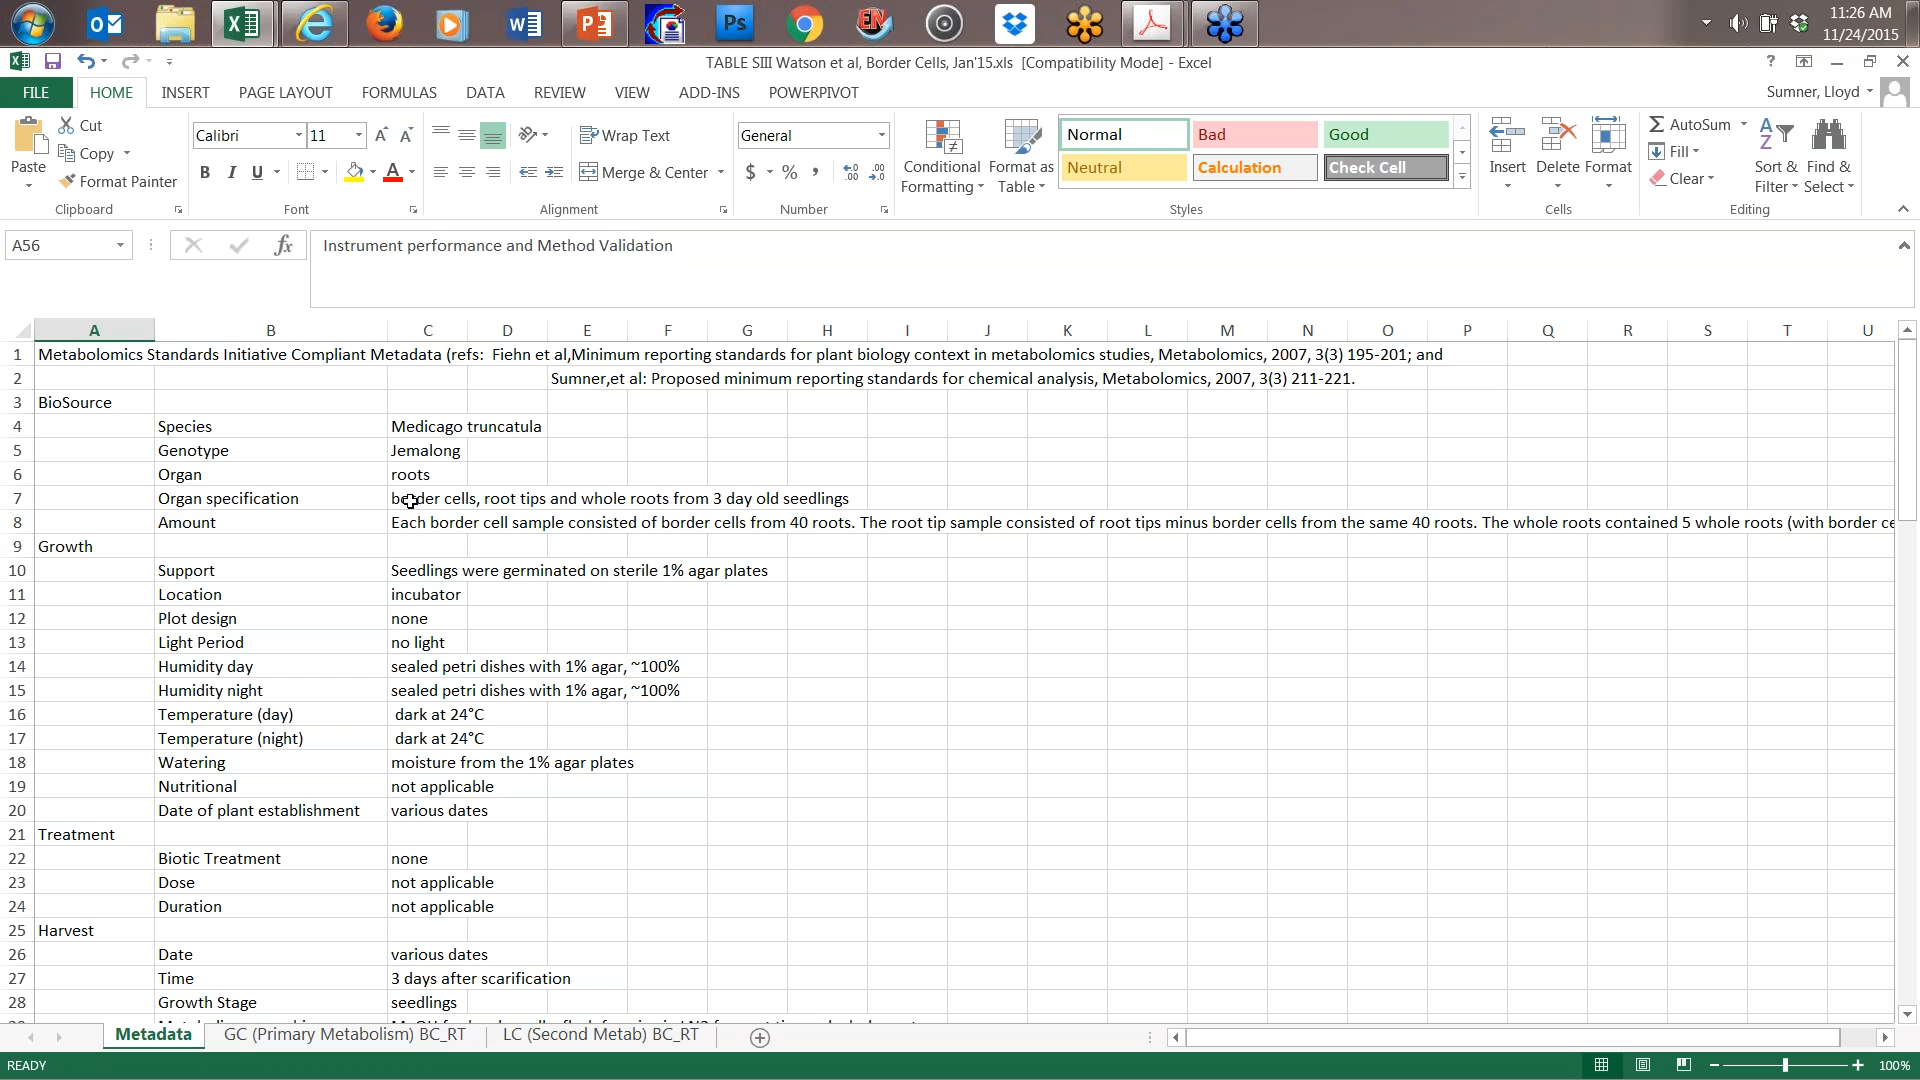 11:26 AM
11/24/2015
TABLE SIII Watson et al, Border Cells, Jan'15.xls [Compatibility Mode] - Excel
FILE HOME INSERT PAGE LAYOUT FORMULAS DATA REVIEW VIEW ADD-INS POWERPIVOT Sumner, Lloyd
Paste Cut Copy Format Painter
Calibri 11
B I U A
Wrap Text
Merge & Center
General
$ %
Conditional Formatting
Format as Table
Normal Bad Good
Neutral Calculation Check Cell
Insert Delete Format
AutoSum
Fill
Clear
Sort & Filter
Find & Select
Clipboard Font Alignment Number Styles Cells Editing
A56 fx Instrument performance and Method Validation
A B C D E F G H I J K L M N O P Q R S T U
1 Metabolomics Standards Initiative Compliant Metadata (refs: Fiehn et al,Minimum reporting standards for plant biology context in metabolomics studies, Metabolomics, 2007, 3(3) 195-201; and
2 Sumner,et al: Proposed minimum reporting standards for chemical analysis, Metabolomics, 2007, 3(3) 211-221.
3 BioSource
4 Species Medicago truncatula
5 Genotype Jemalong
6 Organ roots
7 Organ specification border cells, root tips and whole roots from 3 day old seedlings
8 Amount Each border cell sample consisted of border cells from 40 roots. The root tip sample consisted of root tips minus border cells from the same 40 roots. The whole roots contained 5 whole roots (with border ce
9 Growth
10 Support Seedlings were germinated on sterile 1% agar plates
11 Location incubator
12 Plot design none
13 Light Period no light
14 Humidity day sealed petri dishes with 1% agar, ~100%
15 Humidity night sealed petri dishes with 1% agar, ~100%
16 Temperature (day) dark at 24°C
17 Temperature (night) dark at 24°C
18 Watering moisture from the 1% agar plates
19 Nutritional not applicable
20 Date of plant establishment various dates
21 Treatment
22 Biotic Treatment none
23 Dose not applicable
24 Duration not applicable
25 Harvest
26 Date various dates
27 Time 3 days after scarification
28 Growth Stage seedlings
Metadata GC (Primary Metabolism) BC_RT LC (Second Metab) BC_RT
READY 100%